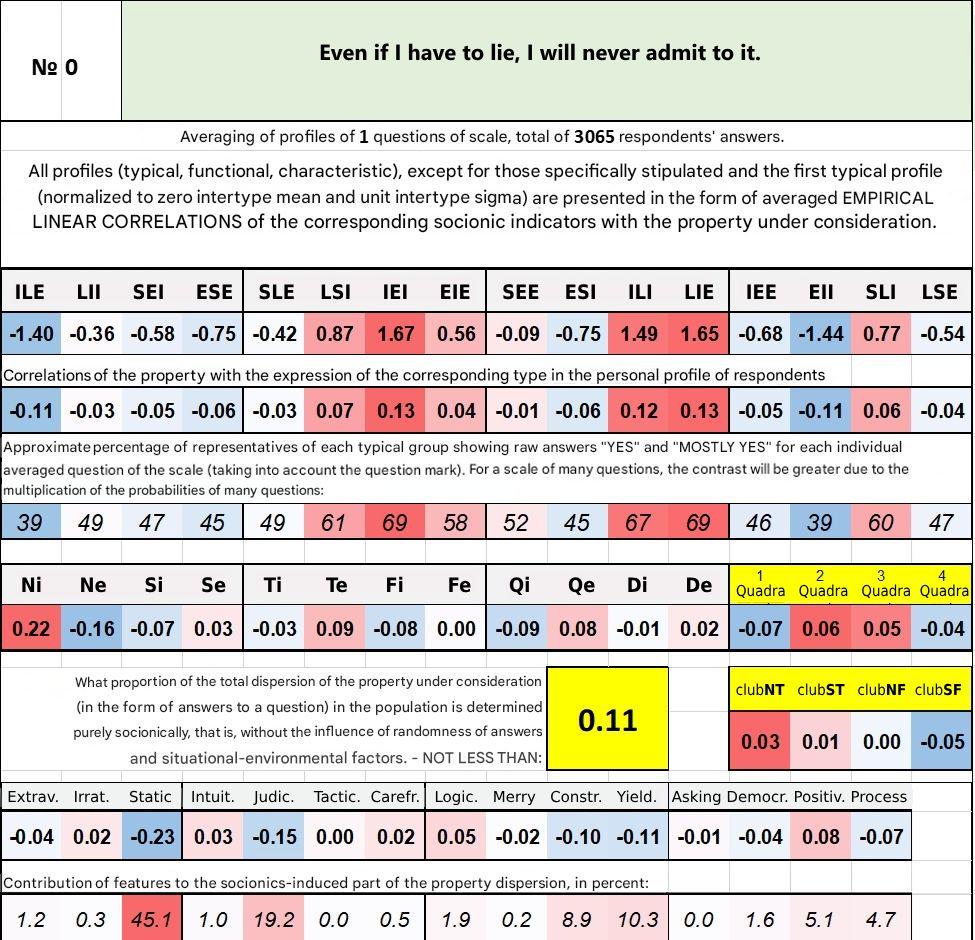 № 0
Even if I have to lie, I will never admit to it.
Averaging of profiles of 1 questions of scale, total of 3065 respondents' answers.
All profiles (typical, functional, characteristic), except for those specifically stipulated and the first typical profile
(normalized to zero intertype mean and unit intertype sigma) are presented in the form of averaged EMPIRICAL
LINEAR CORRELATIONS of the corresponding socionic indicators with the property under consideration.
ILE LII SEI ESE SLE LSI IEI EIE SEE ESI ILI LIE IEE EII SLI LSE
-1.40 -0.36 -0.58 -0.75 -0.42 0.87 1.67 0.56 -0.09 -0.75 1.49 1.65 -0.68 -1.44 0.77 -0.54
Correlations of the property with the expression of the corresponding type in the personal profile of respondents
-0.11 -0.03 -0.05 -0.06 -0.03 0.07 0.13 0.04 -0.01 -0.06 0.12 0.13 -0.05 -0.11 0.06 -0.04
Approximate percentage of representatives of each typical group showing raw answers "YES" and "MOSTLY YES" for each individual
averaged question of the scale (taking into account the question mark). For a scale of many questions, the contrast will be greater due to the
multiplication of the probabilities of many questions:
39 49 47 45 49 61 69 58 52 45 67 69 46 39 60 47
Ni Ne Si Se Ti Te Fi Fe Qi Qe Di De 1 Quadra 2 Quadra 3 Quadra 4 Quadra
0.22 -0.16 -0.07 0.03 -0.03 0.09 -0.08 0.00 -0.09 0.08 -0.01 0.02 -0.07 0.06 0.05 -0.04
What proportion of the total dispersion of the property under consideration
(in the form of answers to a question) in the population is determined
purely socionically, that is, without the influence of randomness of answers
and situational-environmental factors. - NOT LESS THAN:
0.11
clubNT clubST clubNF clubSF
0.03 0.01 0.00 -0.05
Extrav. Irrat. Static Intuit. Judic. Tactic. Carefr. Logic. Merry Constr. Yield. Asking Democr. Positiv. Process
-0.04 0.02 -0.23 0.03 -0.15 0.00 0.02 0.05 -0.02 -0.10 -0.11 -0.01 -0.04 0.08 -0.07
Contribution of features to the socionics-induced part of the property dispersion, in percent:
1.2 0.3 45.1 1.0 19.2 0.0 0.5 1.9 0.2 8.9 10.3 0.0 1.6 5.1 4.7